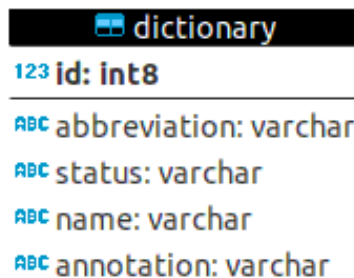 dictionary
123 id: int8
ABC abbreviation: varchar
ABC status: varchar
ABC name: varchar
ABC annotation: varchar